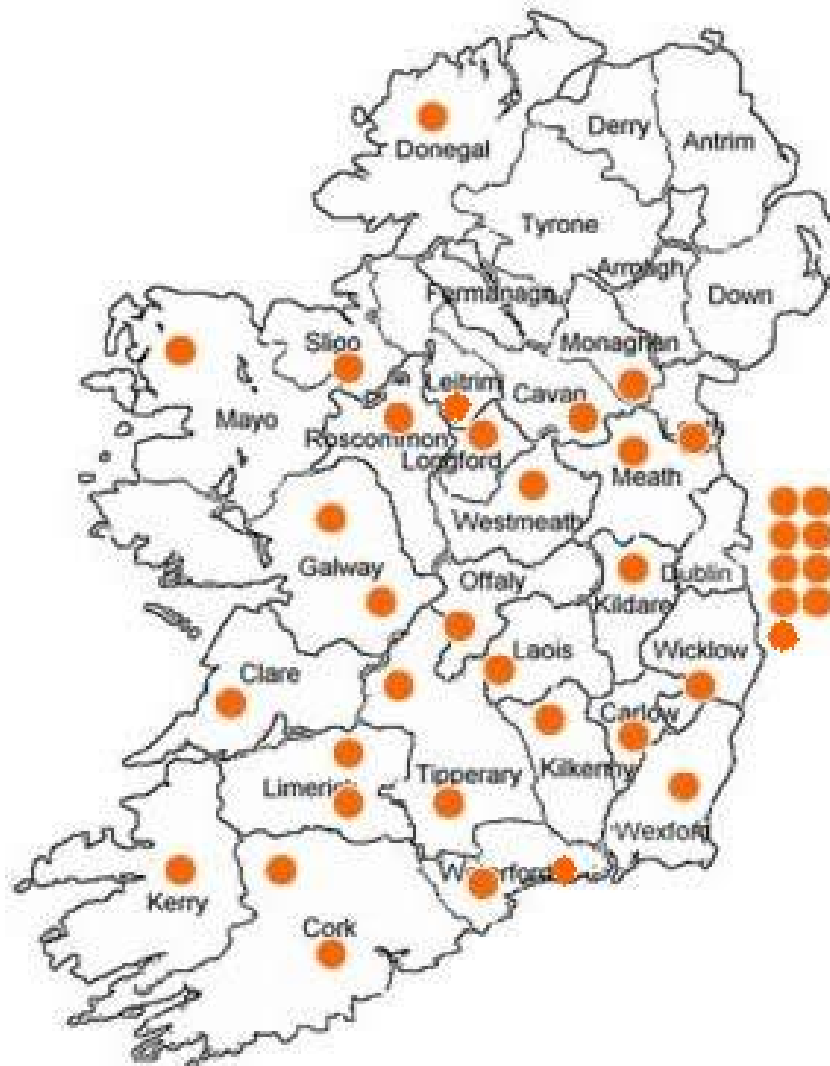 Derry
Antrim
Donegal
Tyrone
Armagh
Fermanagh
Down
Sligo
Monaghan
Leitrim
Cavan
Mayo
Roscommon
Longford
Meath
Westmeath
Galway
Offaly
Dublin
Kildare
Laois
Wicklow
Clare
Carlow
Tipperary
Kilkenny
Limerick
Wexford
Waterford
Kerry
Cork